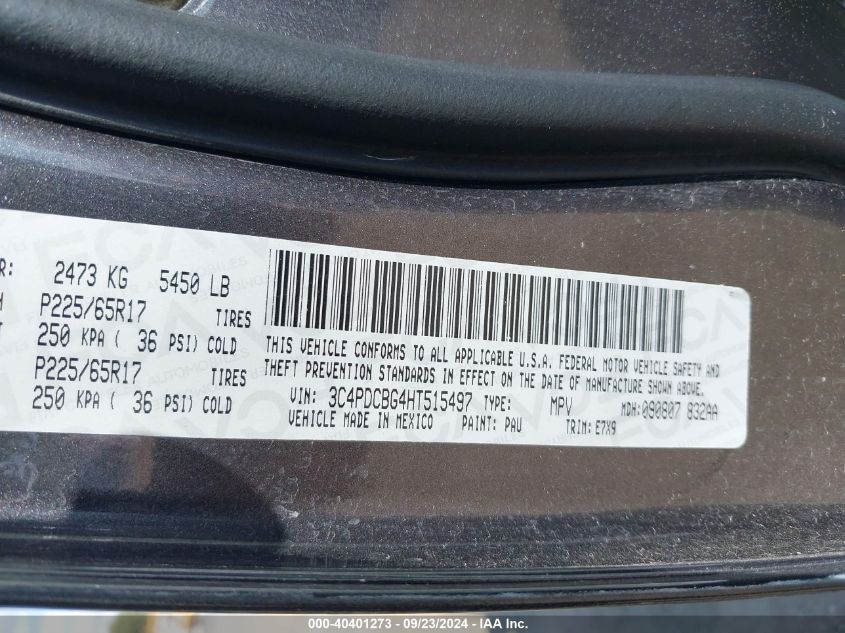 R: 2473 KG 5450 LB
P225/65R17 TIRES
250 KPA ( 36 PSI) COLD
P225/65R17 TIRES
250 KPA ( 36 PSI) COLD
THIS VEHICLE CONFORMS TO ALL APPLICABLE U.S.A. FEDERAL MOTOR VEHICLE SAFETY AND
THEFT PREVENTION STANDARDS IN EFFECT ON THE DATE OF MANUFACTURE SHOWN ABOVE.
VIN: 3C4PDCBG4HT515497 TYPE: MPV MDH: 090807 832AA
VEHICLE MADE IN MEXICO PAINT: PAU TRIM: E7X9
000-40401273 - 09/23/2024 - IAAI.COM